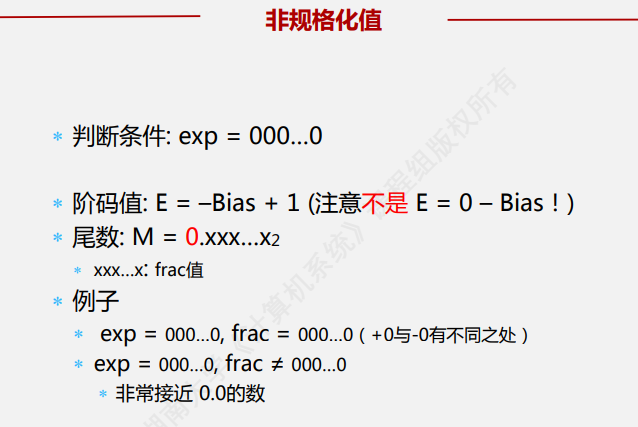 非规格化值
* 判断条件: exp = 000…0
* 阶码值: E = –Bias + 1 (注意不是 E = 0 – Bias ! )
* 尾数: M = 0.xxx…x2
* xxx…x: frac值
* 例子
* exp = 000…0, frac = 000…0 ( +0与-0有不同之处 )
* exp = 000…0, frac ≠ 000…0
* 非常接近 0.0的数
计算机系统》课程组版权所有